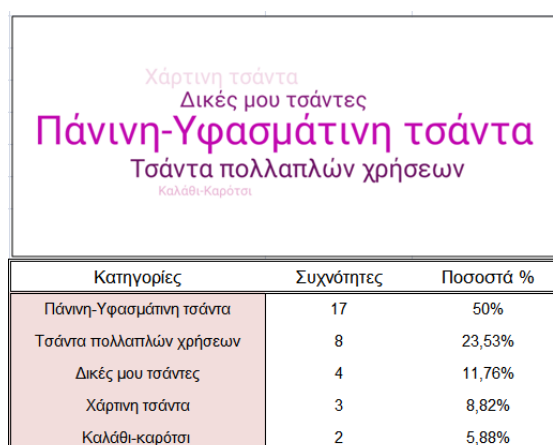 Χάρτινη τσάντα
Δικές μου τσάντες
Πάνινη-Υφασμάτινη τσάντα
Τσάντα πολλαπλών χρήσεων
Καλάθι-Καρότσι
Κατηγορίες Συχνότητες Ποσοστά %
Πάνινη-Υφασμάτινη τσάντα 17 50%
Τσάντα πολλαπλών χρήσεων 8 23,53%
Δικές μου τσάντες 4 11,76%
Χάρτινη τσάντα 3 8,82%
Καλάθι-καρότσι 2 5,88%